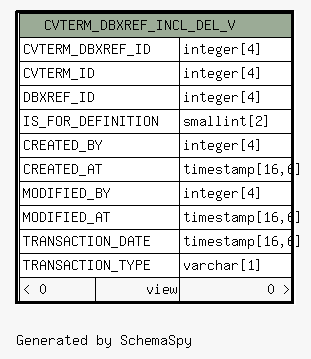 CVTERM_DBXREF_INCL_DEL_V
CVTERM_DBXREF_ID integer[4]
CVTERM_ID integer[4]
DBXREF_ID integer[4]
IS_FOR_DEFINITION smallint[2]
CREATED_BY integer[4]
CREATED_AT timestamp[16,6]
MODIFIED_BY integer[4]
MODIFIED_AT timestamp[16,6]
TRANSACTION_DATE timestamp[16,6]
TRANSACTION_TYPE varchar[1]
< 0 view 0 >
Generated by SchemaSpy